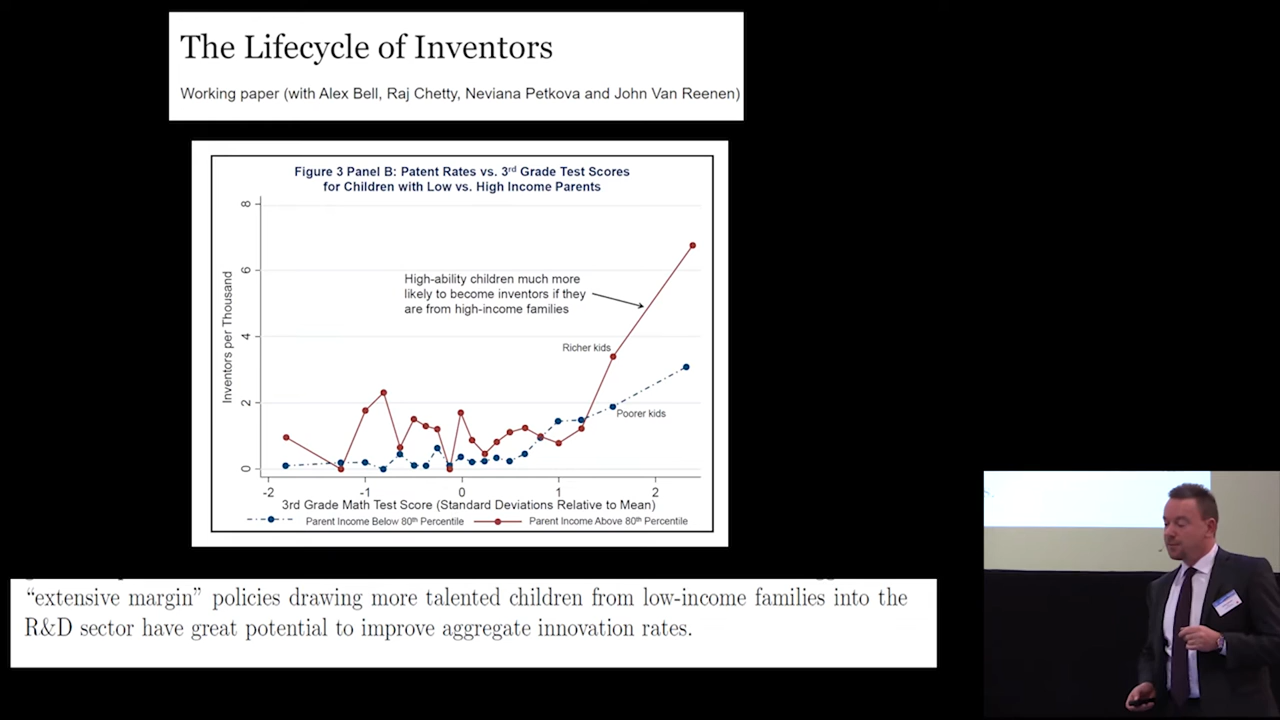 The Lifecycle of Inventors
Working paper (with Alex Bell, Raj Chetty, Neviana Petkova and John Van Reenen)
Figure 3 Panel B: Patent Rates vs. 3rd Grade Test Scores
for Children with Low vs. High Income Parents
8
6
4
2
0
Inventors per Thousand
High-ability children much more
likely to become inventors if they
are from high-income families
Richer kids
Poorer kids
-2 -1 0 1 2
3rd Grade Math Test Score (Standard Deviations Relative to Mean)
Parent Income Below 80th Percentile Parent Income Above 80th Percentile
“extensive margin” policies drawing more talented children from low-income families into the
R&D sector have great potential to improve aggregate innovation rates.